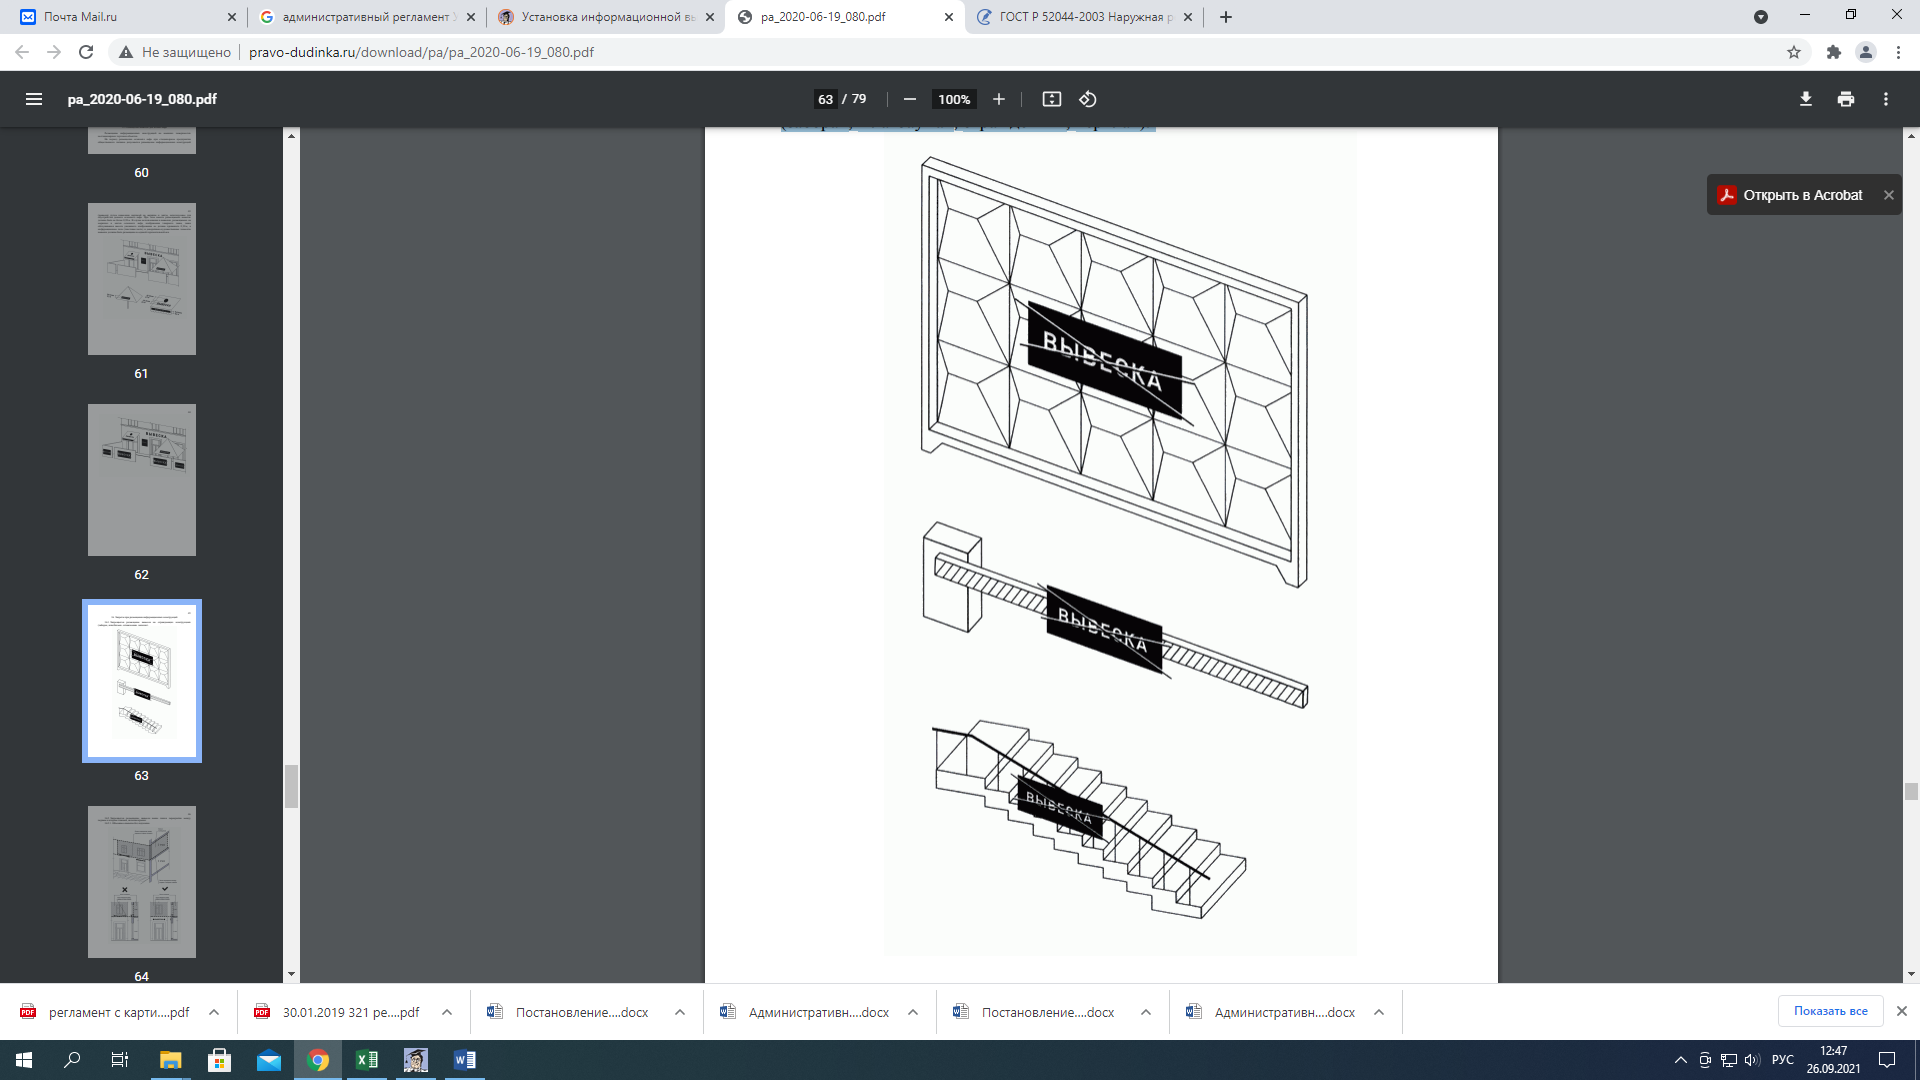 Почта Mail.ru
административный регламент
Установка информационной вы
pa_2020-06-19_080.pdf
ГОСТ Р 52044-2003 Наружная р
Не защищено
pravo-dudinka.ru/download/pa/pa_2020-06-19_080.pdf
pa_2020-06-19_080.pdf
63 / 79
100%
Открыть в Acrobat
60
61
62
63
64
ВЫВЕСКА
ВЫВЕСКА
ВЫВЕСКА
регламент с карти....pdf
30.01.2019 321 ре....pdf
Постановление....docx
Административн....docx
Постановление....docx
Административн....docx
Показать все
РУС
12:47
26.09.2021